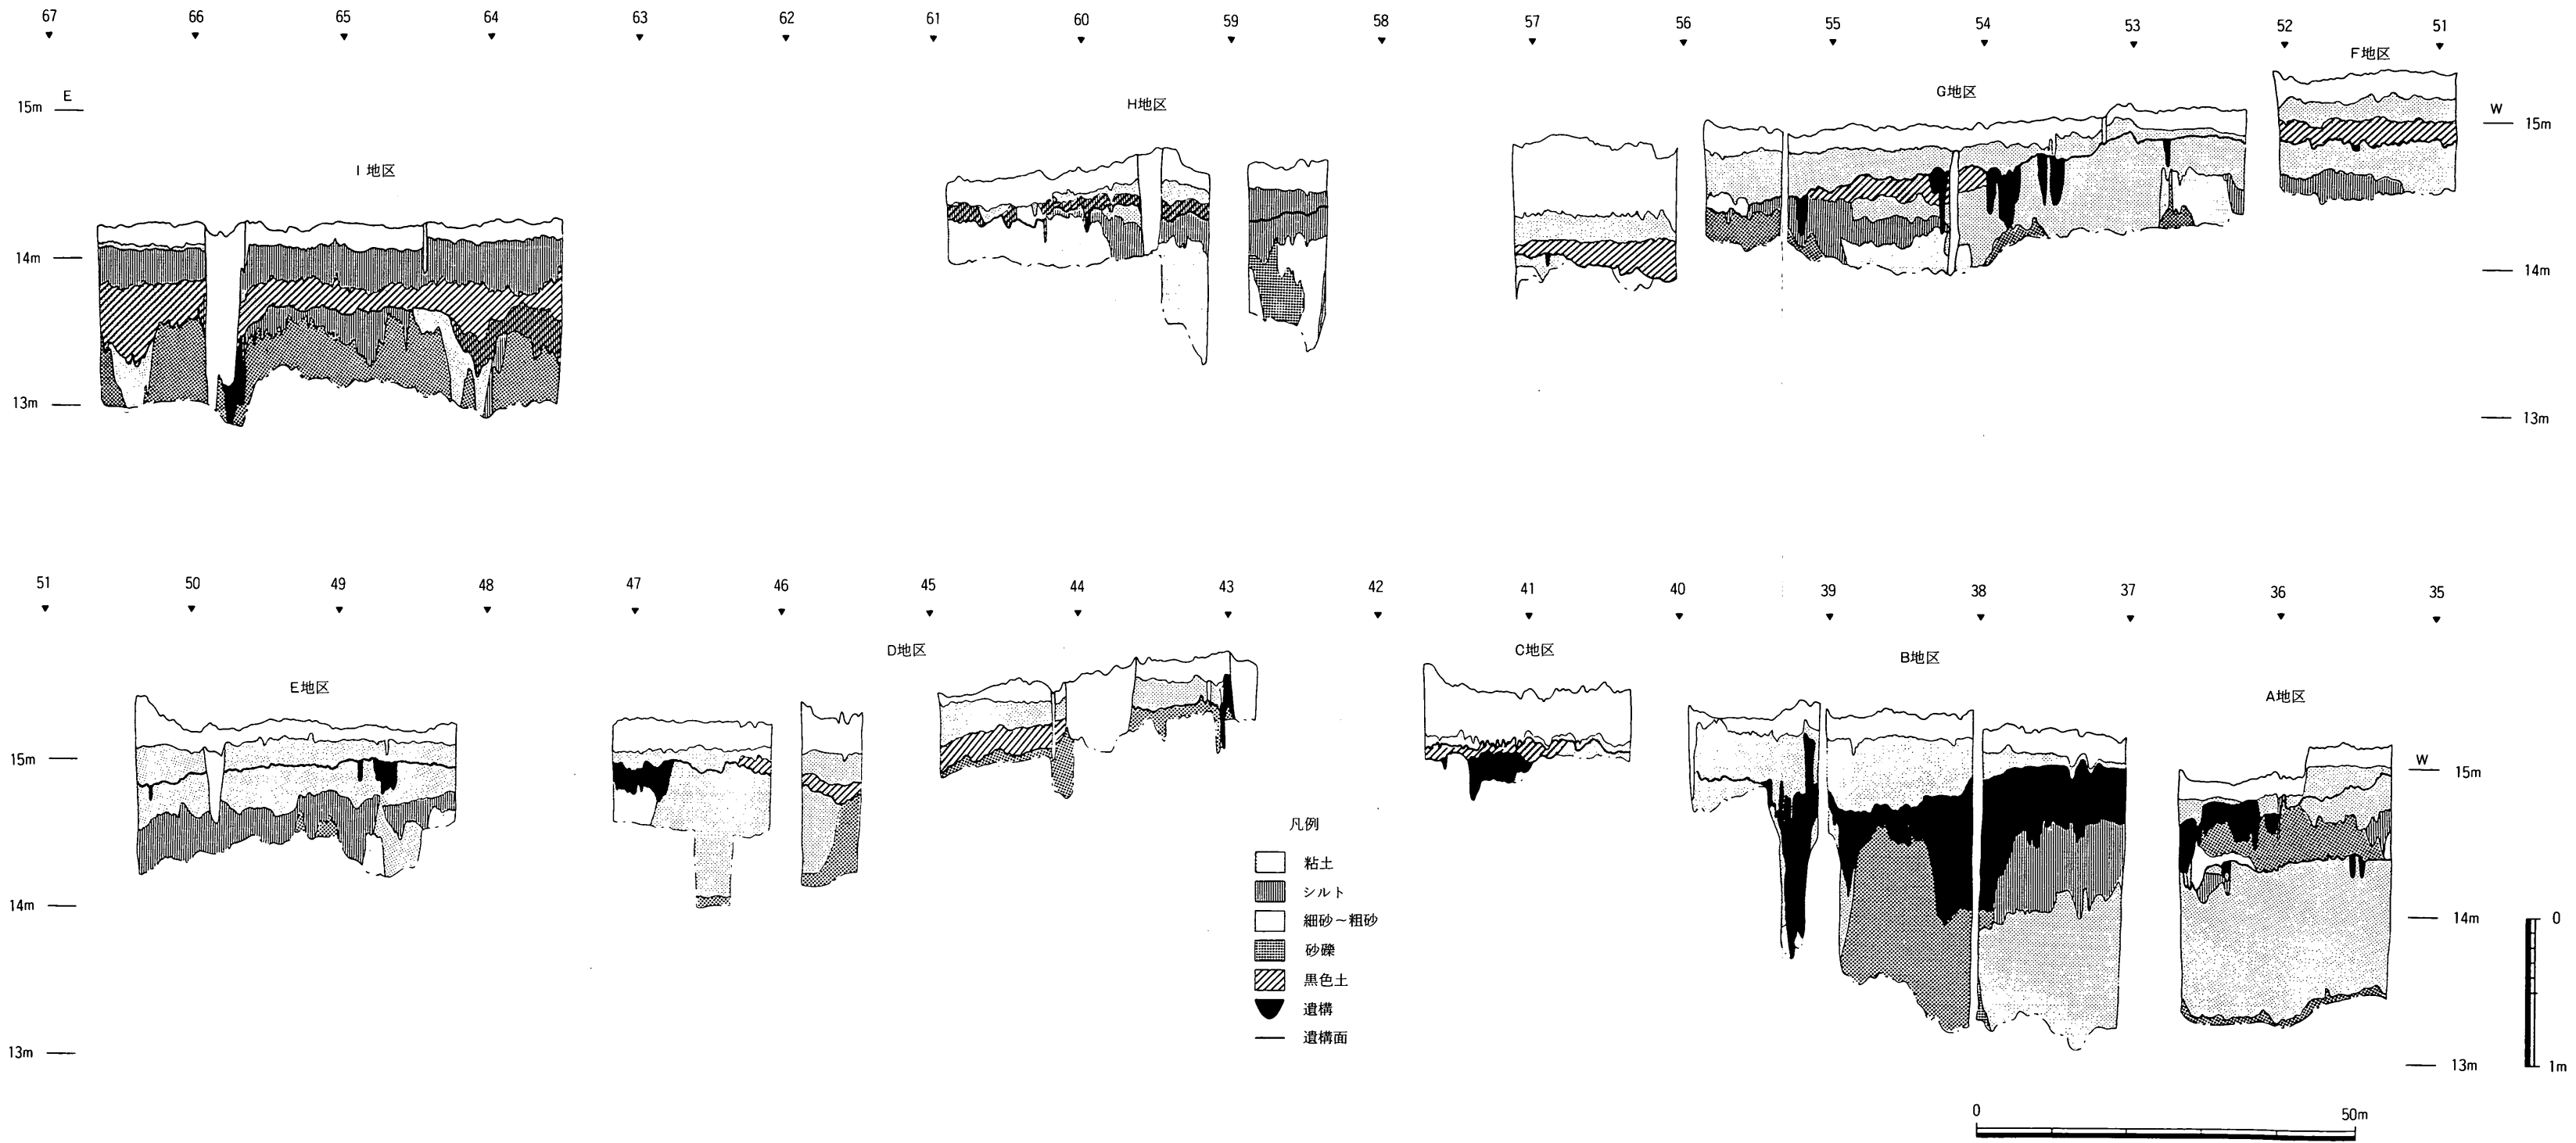 67 66 65 64 63 62 61 60 59 58 57 56 55 54 53 52 51
F地区
G地区
H地区
E
W
15m
15m
I地区
14m
14m
13m
13m
51 50 49 48 47 46 45 44 43 42 41 40 39 38 37 36 35
D地区
C地区
B地区
E地区
A地区
15m
W
15m
凡例
粘土
シルト
細砂～粗砂
砂礫
黒色土
遺構
遺構面
14m
14m
0
1m
13m
13m
0 50m